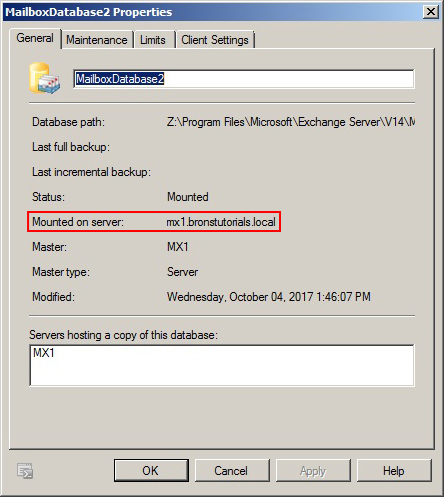 MailboxDatabase2 Properties
General Maintenance Limits Client Settings
MailboxDatabase2
Database path: Z:\Program Files\Microsoft\Exchange Server\V14\M
Last full backup:
Last incremental backup:
Status: Mounted
Mounted on server: mx1.bronstutorials.local
Master: MX1
Master type: Server
Modified: Wednesday, October 04, 2017 1:46:07 PM
Servers hosting a copy of this database:
MX1
OK Cancel Apply Help